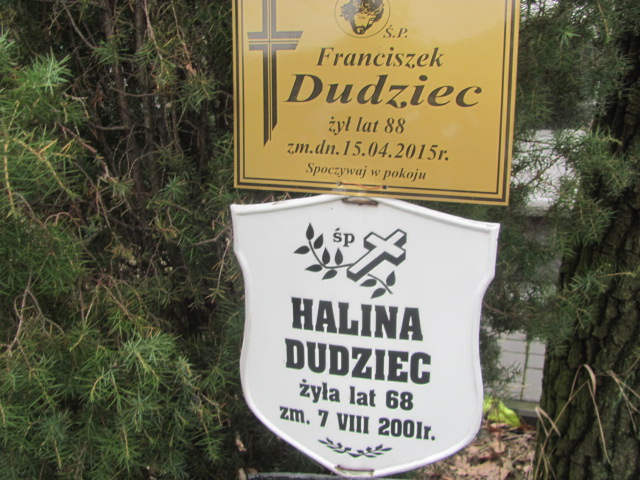 Ś.P.
Franciszek
Dudziec
żył lat 88
zm.dn.15.04.2015r.
Spoczywaj w pokoju
śp
HALINA
DUDZIEC
żyła lat 68
zm. 7 VIII 2001r.